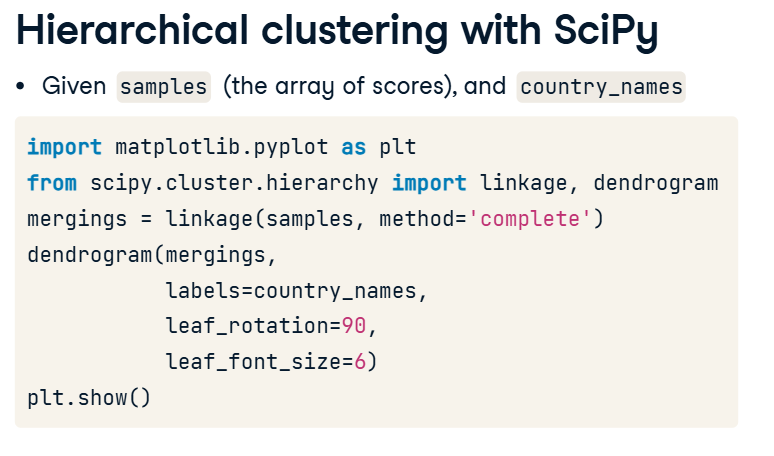 Hierarchical clustering with SciPy
• Given samples (the array of scores), and country_names
import matplotlib.pyplot as plt
from scipy.cluster.hierarchy import linkage, dendrogram
mergings = linkage(samples, method='complete')
dendrogram(mergings,
           labels=country_names,
           leaf_rotation=90,
           leaf_font_size=6)
plt.show()